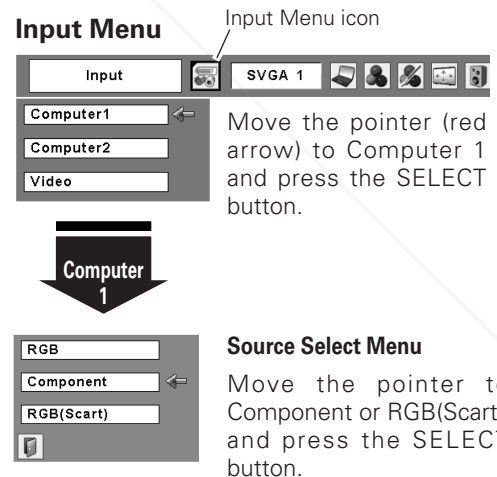 Input Menu icon
Input Menu
Input
SVGA 1
Computer1
Computer2
Video
Move the pointer (red
arrow) to Computer 1
and press the SELECT
button.
Computer
1
RGB
Component
RGB(Scart)
Source Select Menu
Move the pointer
Component or RGB(Scart
and press the SELECT
button.